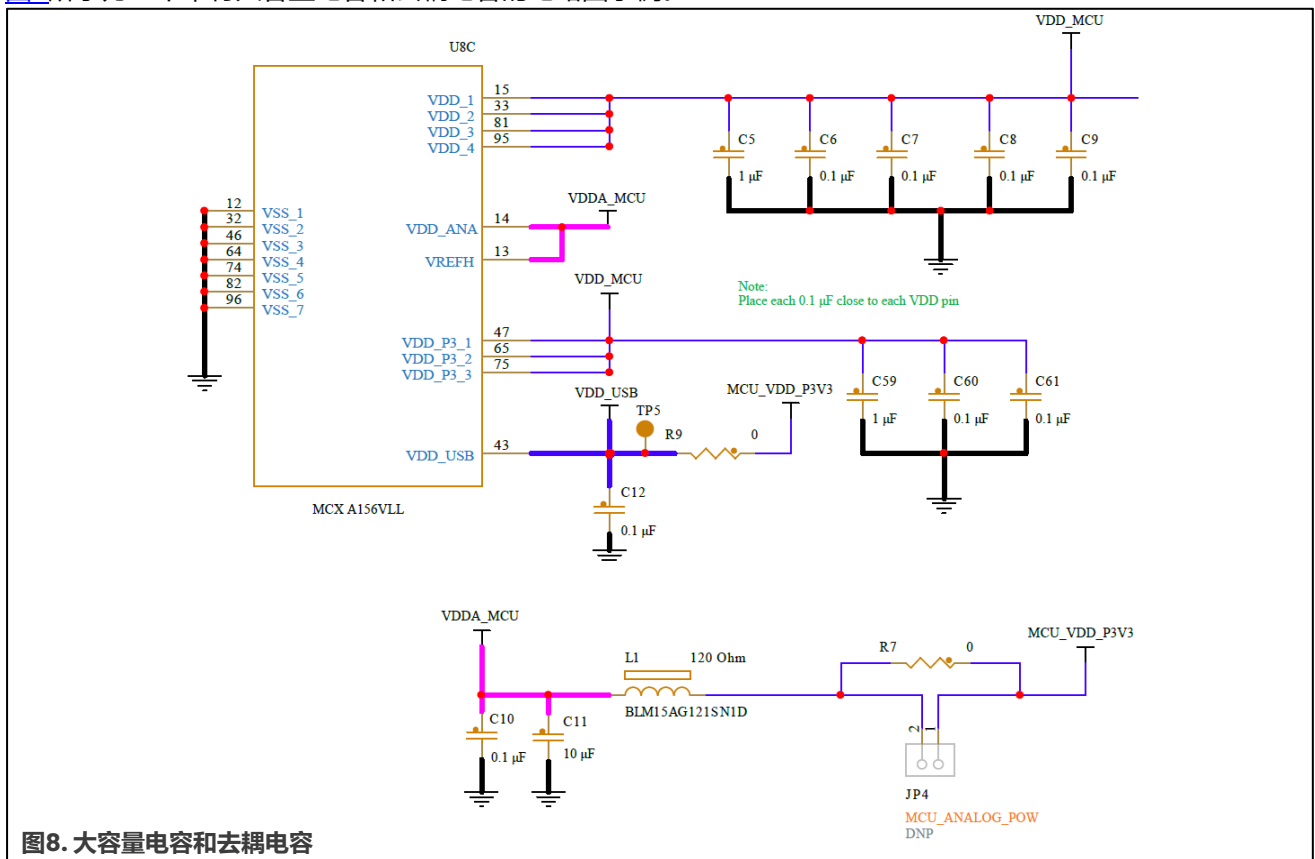 VDD_MCU
U8C
VDD_1 15
VDD_2 33
VDD_3 81
VDD_4 95
C5 1 μF
C6 0.1 μF
C7 0.1 μF
C8 0.1 μF
C9 0.1 μF
12 VSS_1
32 VSS_2
46 VSS_3
64 VSS_4
74 VSS_5
82 VSS_6
96 VSS_7
VDDA_MCU
VDD_ANA 14
VREFH 13
VDD_MCU
Note:
Place each 0.1 μF close to each VDD pin
VDD_P3_1 47
VDD_P3_2 65
VDD_P3_3 75
C59 1 μF
C60 0.1 μF
C61 0.1 μF
VDD_USB
TP5
MCU_VDD_P3V3
R9 0
VDD_USB 43
C12 0.1 μF
MCX A156VLL
VDDA_MCU
MCU_VDD_P3V3
L1 120 Ohm
R7 0
BLM15AG121SN1D
C10 0.1 μF
C11 10 μF
2 1
JP4
MCU_ANALOG_POW
DNP
图8. 大容量电容和去耦电容